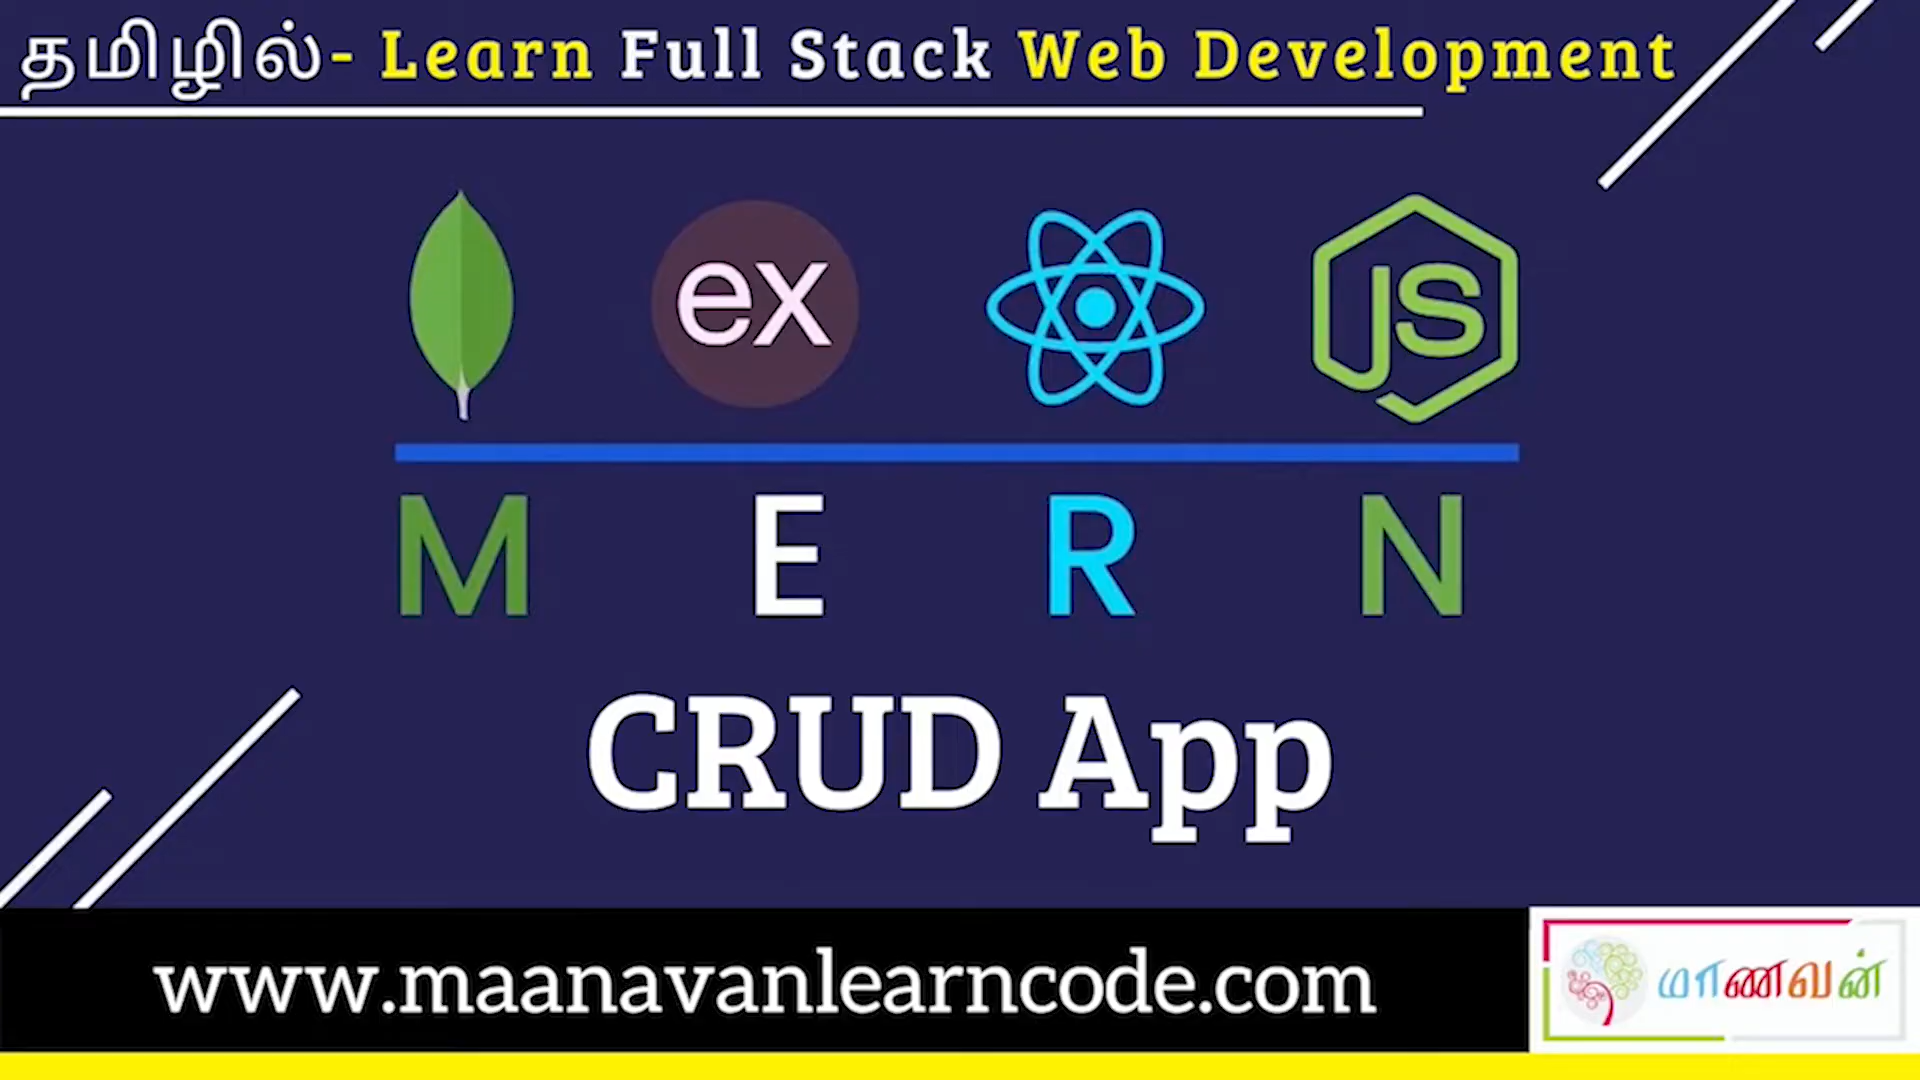 தமிழில்- Learn Full Stack Web Development
ex
JS
M E R N
CRUD App
www.maanavanlearncode.com
மாணவன்